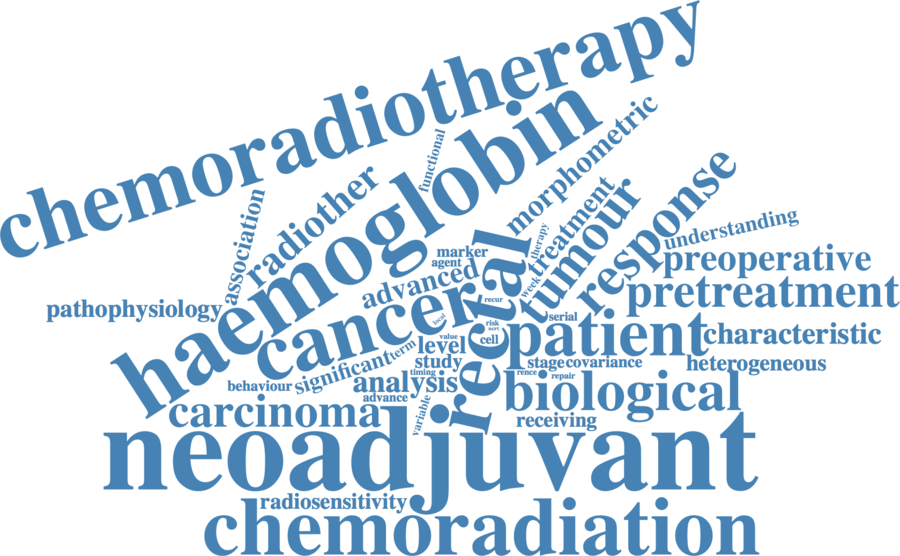 chemoradiotherapy
functional
haemoglobin
morphometric
association
radiother
therapy
treatment
week
tumour
response
understanding
marker
agent
advanced
preoperative
pathophysiology
recur
pretreatment
cancer
rectal
local
serial
risk
patient
characteristic
value
cell
level
term
study
stage
covariance
heterogeneous
significant
timing
rence
repair
behaviour
analysis
advance
biological
carcinoma
variable
receiving
neoadjuvant
radiosensitivity
chemoradiation